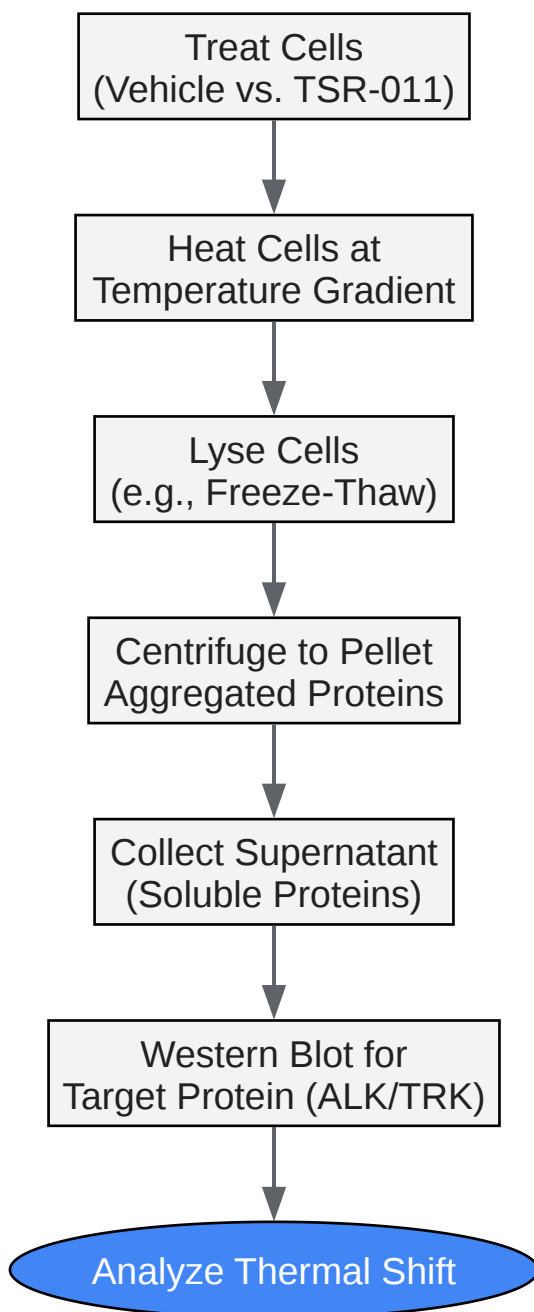 Treat Cells
(Vehicle vs. TSR-011)
Heat Cells at
Temperature Gradient
Lyse Cells
(e.g., Freeze-Thaw)
Centrifuge to Pellet
Aggregated Proteins
Collect Supernatant
(Soluble Proteins)
Western Blot for
Target Protein (ALK/TRK)
Analyze Thermal Shift